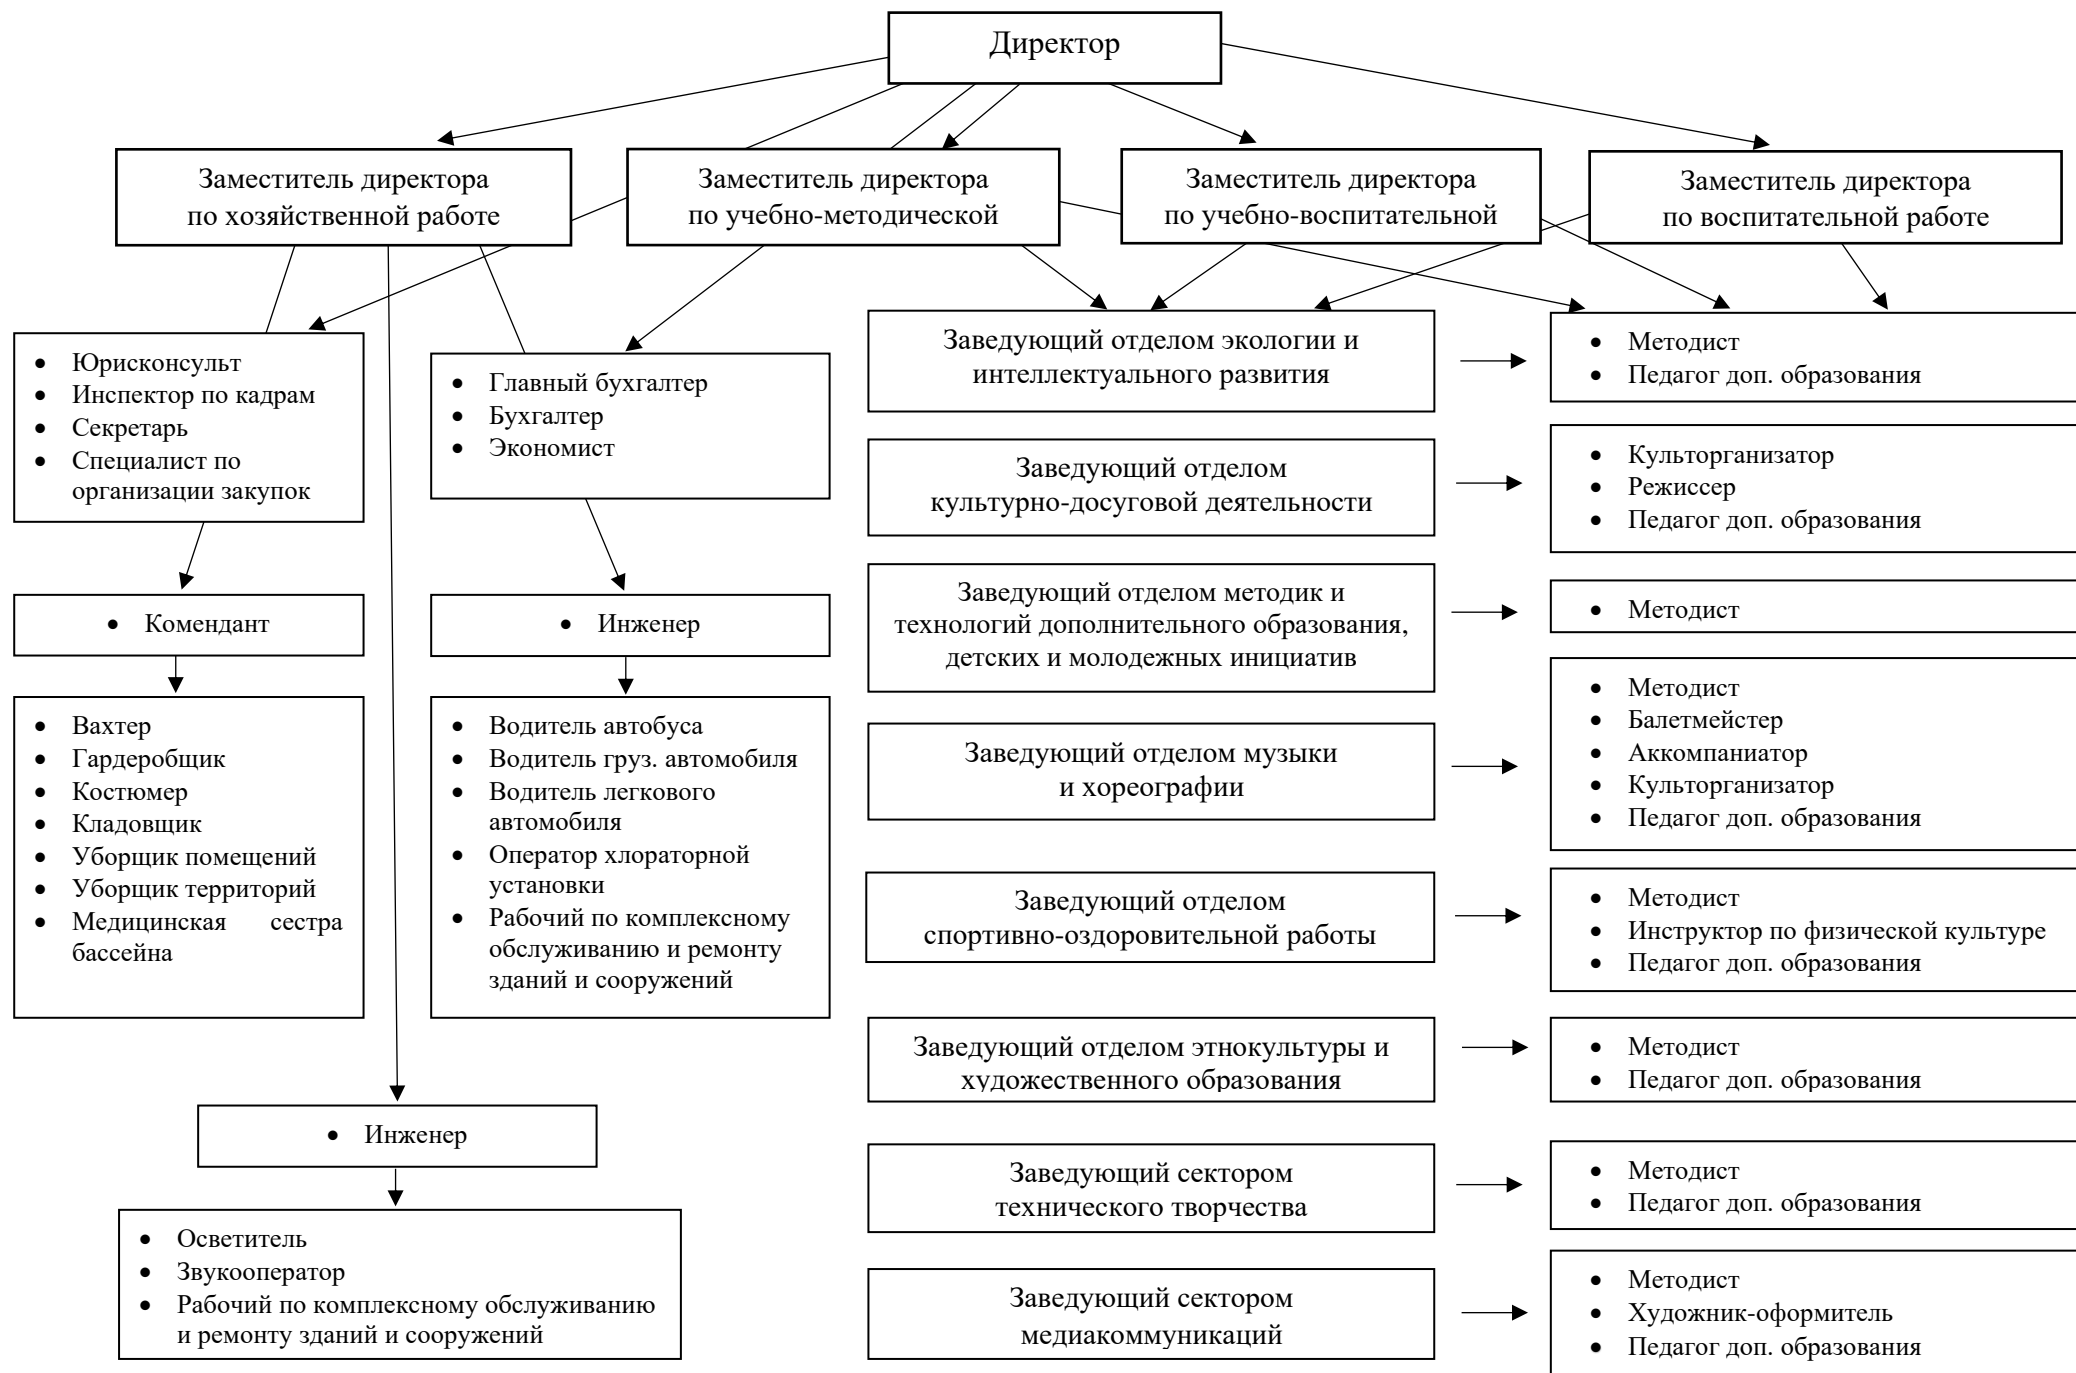 Директор
Заместитель директора
по хозяйственной работе
Заместитель директора
по учебно-методической
Заместитель директора
по учебно-воспитательной
Заместитель директора
по воспитательной работе
• Юрисконсульт
• Инспектор по кадрам
• Секретарь
• Специалист по
организации закупок
• Главный бухгалтер
• Бухгалтер
• Экономист
• Комендант
• Инженер
• Вахтер
• Гардеробщик
• Костюмер
• Кладовщик
• Уборщик помещений
• Уборщик территорий
• Медицинская сестра
бассейна
• Водитель автобуса
• Водитель груз. автомобиля
• Водитель легкового
автомобиля
• Оператор хлораторной
установки
• Рабочий по комплексному
обслуживанию и ремонту
зданий и сооружений
• Инженер
• Осветитель
• Звукооператор
• Рабочий по комплексному обслуживанию
и ремонту зданий и сооружений
Заведующий отделом экологии и
интеллектуального развития
• Методист
• Педагог доп. образования
Заведующий отделом
культурно-досуговой деятельности
• Культорганизатор
• Режиссер
• Педагог доп. образования
Заведующий отделом методик и
технологий дополнительного образования,
детских и молодежных инициатив
• Методист
Заведующий отделом музыки
и хореографии
• Методист
• Балетмейстер
• Аккомпаниатор
• Культорганизатор
• Педагог доп. образования
Заведующий отделом
спортивно-оздоровительной работы
• Методист
• Инструктор по физической культуре
• Педагог доп. образования
Заведующий отделом этнокультуры и
художественного образования
• Методист
• Педагог доп. образования
Заведующий сектором
технического творчества
• Методист
• Педагог доп. образования
Заведующий сектором
медиакоммуникаций
• Методист
• Художник-оформитель
• Педагог доп. образования